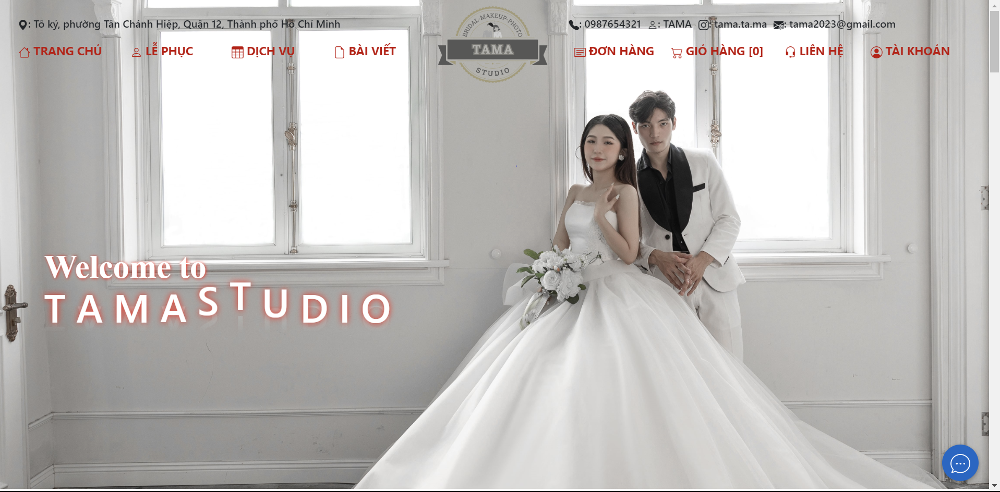 : Tô ký, phường Tân Chánh Hiệp, Quận 12, Thành phố Hồ Chí Minh
BRIDAL-MAKEUP-PHOTO
TAMA
STUDIO
: 0987654321 : TAMA : tama.ta.ma : tama2023@gmail.com
TRANG CHỦ LỄ PHỤC DỊCH VỤ BÀI VIẾT
ĐƠN HÀNG GIỎ HÀNG [0] LIÊN HỆ TÀI KHOẢN
Welcome to
TAMASTUDIO